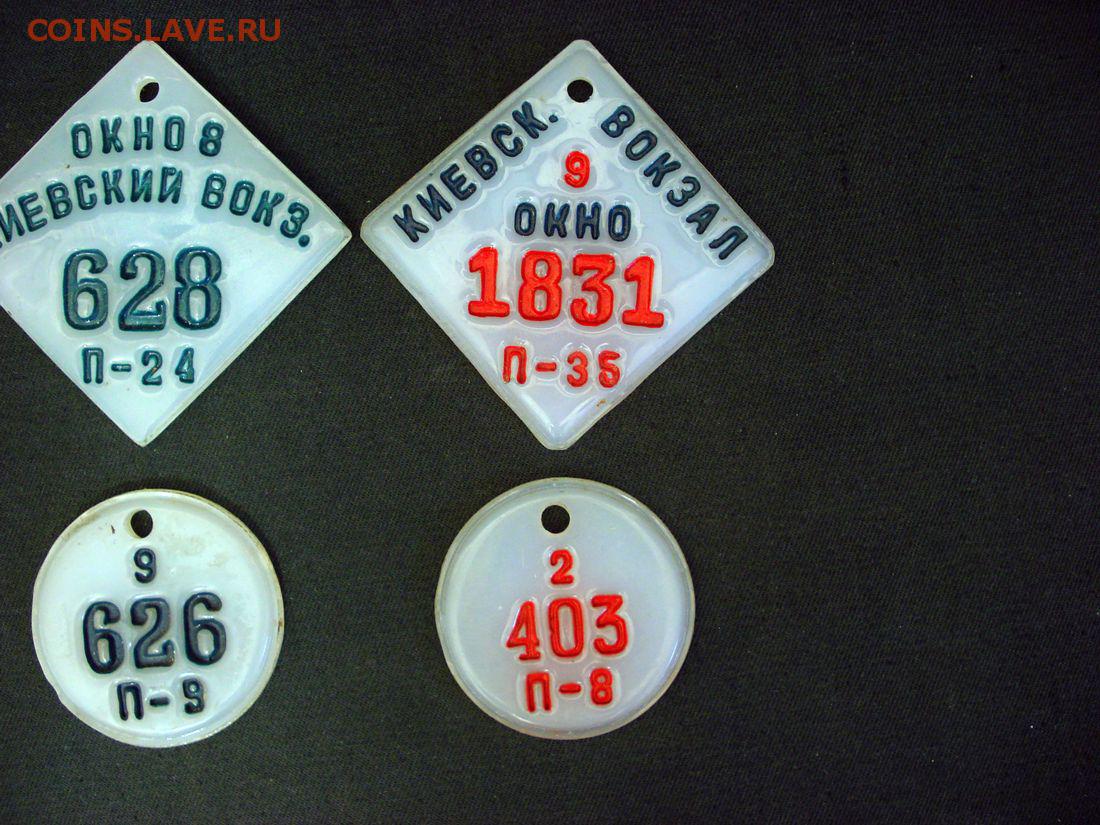 COINS.LAVE.RU
ОКНО 8
ИЕВСКИЙ ВОКЗ.
628
П-24
КИЕВСК. ВОКЗАЛ
9
ОКНО
1831
П-35
9
626
П-9
2
403
П-8